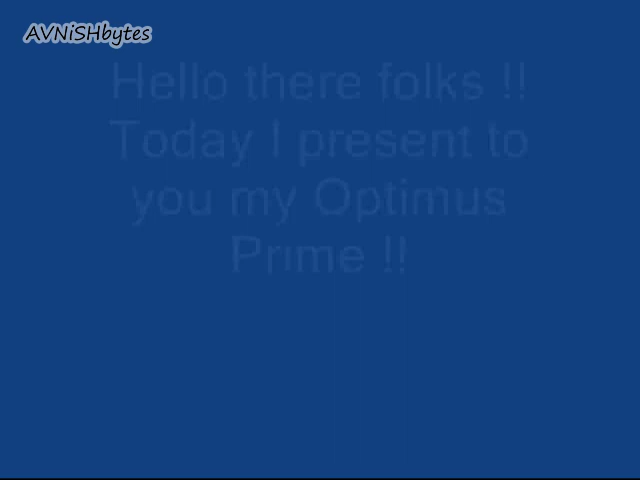 AVNiSHbytes
Hello there folks !!
Today I present to
you my Optimus
Prime !!